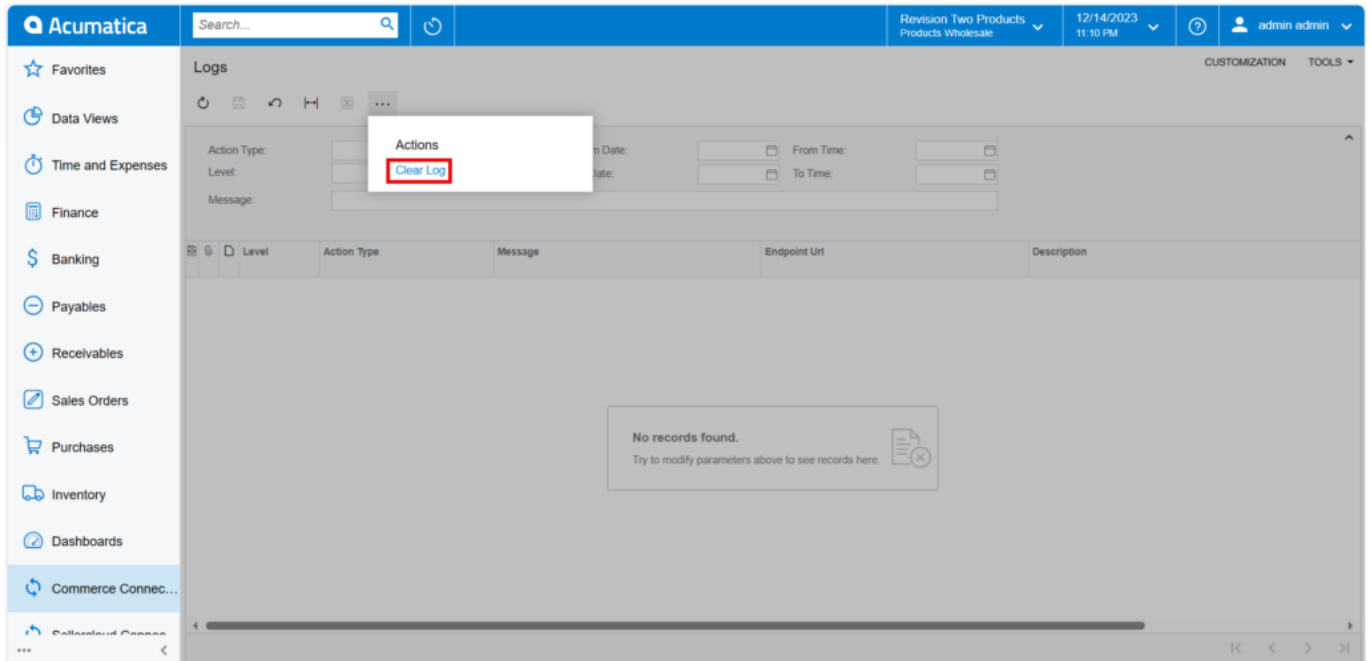 Acumatica
Search...
Revision Two Products
Products Wholesale
12/14/2023
11:10 PM
admin admin
Favorites
Data Views
Time and Expenses
Finance
Banking
Payables
Receivables
Sales Orders
Purchases
Inventory
Dashboards
Commerce Connec...
Sellercloud Connec
Logs
CUSTOMIZATION TOOLS
Actions
Clear Log
Action Type:
Level:
Message:
Date:
Date:
From Time:
To Time:
Level Action Type Message Endpoint Url Description
No records found.
Try to modify parameters above to see records here.